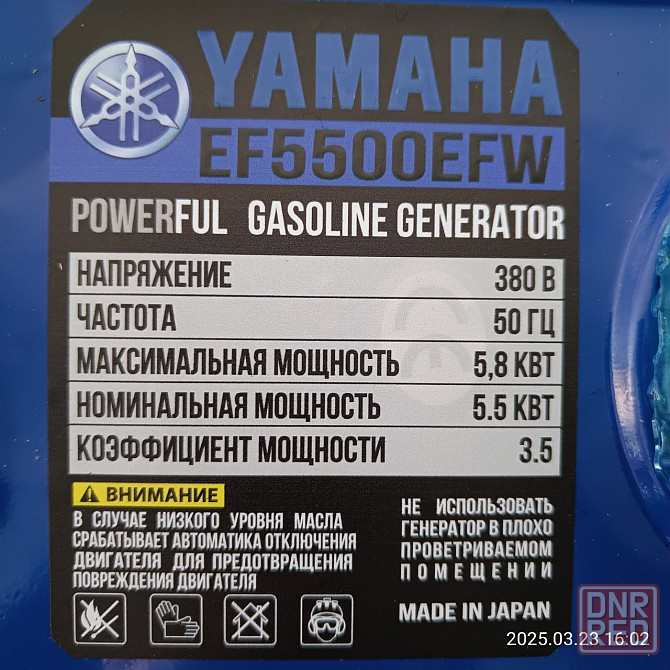 YAMAHA
EF5500EFW
POWERFUL GASOLINE GENERATOR
НАПРЯЖЕНИЕ 380 В
ЧАСТОТА 50 ГЦ
МАКСИМАЛЬНАЯ МОЩНОСТЬ 5,8 КВТ
НОМИНАЛЬНАЯ МОЩНОСТЬ 5.5 КВТ
КОЭФФИЦИЕНТ МОЩНОСТИ 3.5
ВНИМАНИЕ
В СЛУЧАЕ НИЗКОГО УРОВНЯ МАСЛА
СРАБАТЫВАЕТ АВТОМАТИКА ОТКЛЮЧЕНИЯ
ДВИГАТЕЛЯ ДЛЯ ПРЕДОТВРАЩЕНИЯ
ПОВРЕЖДЕНИЯ ДВИГАТЕЛЯ
НЕ ИСПОЛЬЗОВАТЬ
ГЕНЕРАТОР В ПЛОХО
ПРОВЕТРИВАЕМОМ
ПОМЕЩЕНИИ
MADE IN JAPAN
DNR
RED
2025.03.23 16:02